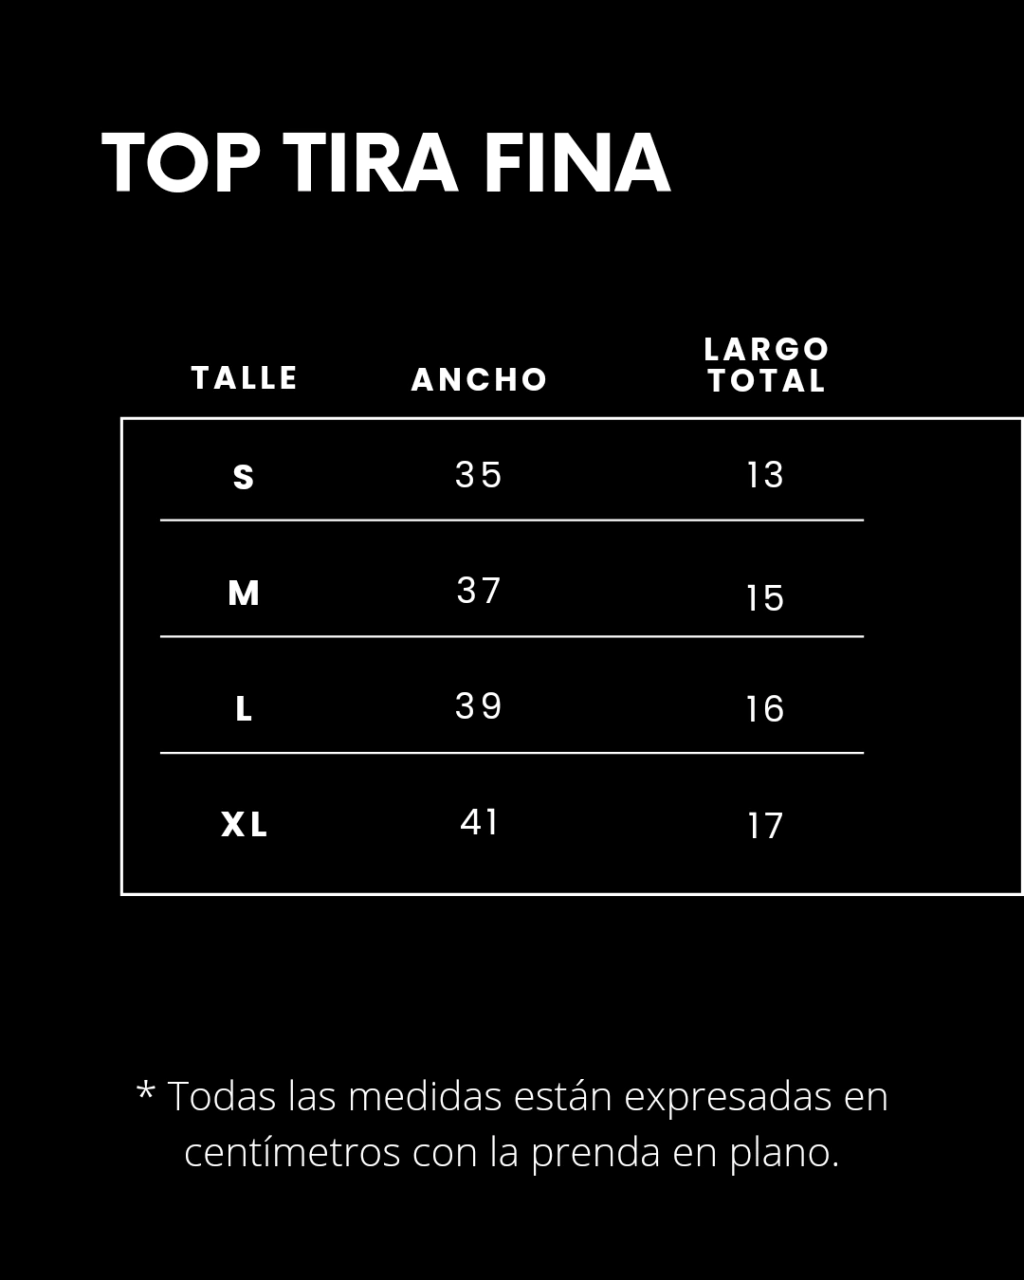 TOP TIRA FINA
TALLE ANCHO LARGO TOTAL
S 35 13
M 37 15
L 39 16
XL 41 17
* Todas las medidas están expresadas en
centímetros con la prenda en plano.